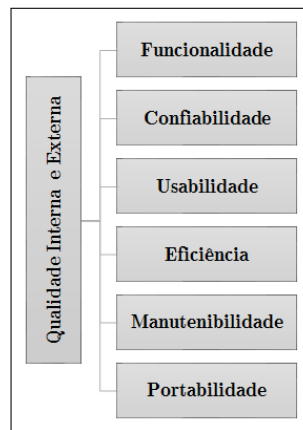 Qualidade Interna e Externa
Funcionalidade
Confiabilidade
Usabilidade
Eficiência
Manutenibilidade
Portabilidade